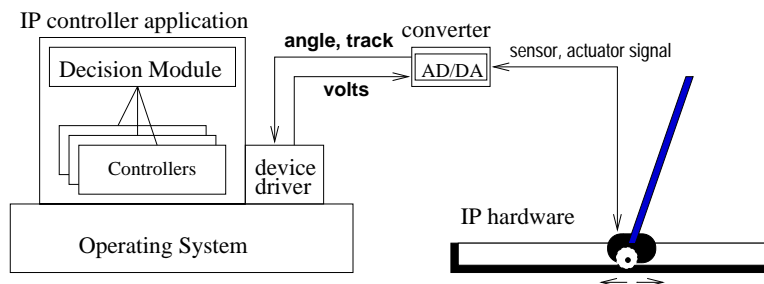 IP controller application
Decision Module
Controllers
device
driver
Operating System
angle, track
volts
converter
AD/DA
sensor, actuator signal
IP hardware